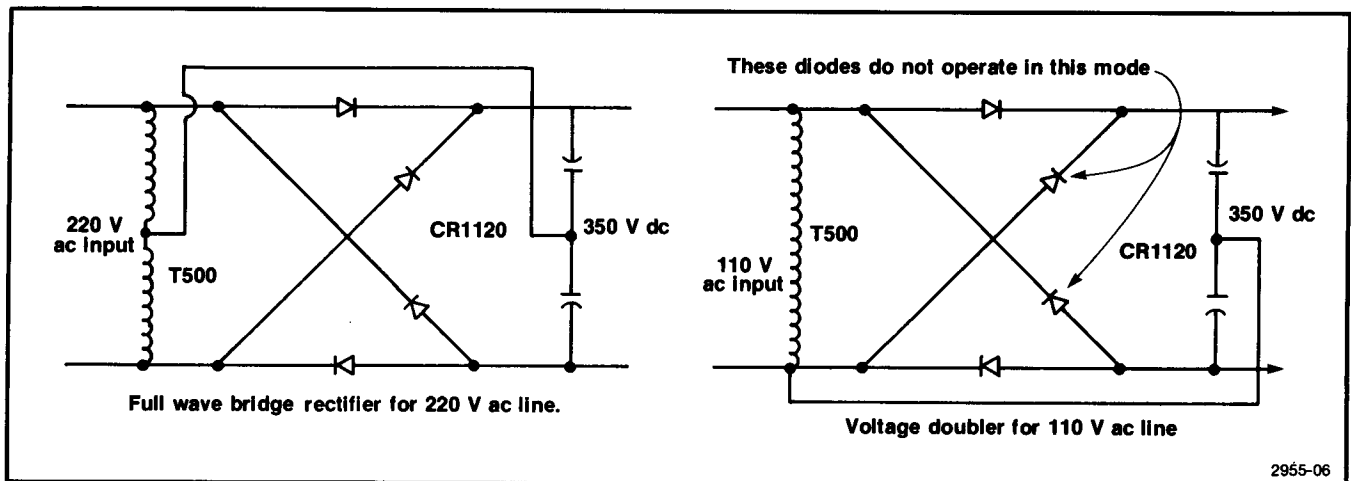 220 V
ac input
T500
CR1120
350 V dc
Full wave bridge rectifier for 220 V ac line.
These diodes do not operate in this mode
110 V
ac input
T500
CR1120
350 V dc
Voltage doubler for 110 V ac line
2955-06